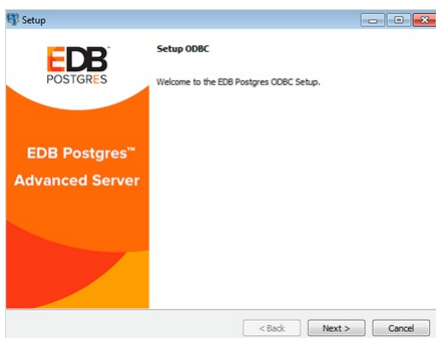 Setup
EDB
POSTGRES
Setup ODBC
Welcome to the EDB Postgres ODBC Setup.
EDB Postgres™
Advanced Server
< Back
Next >
Cancel